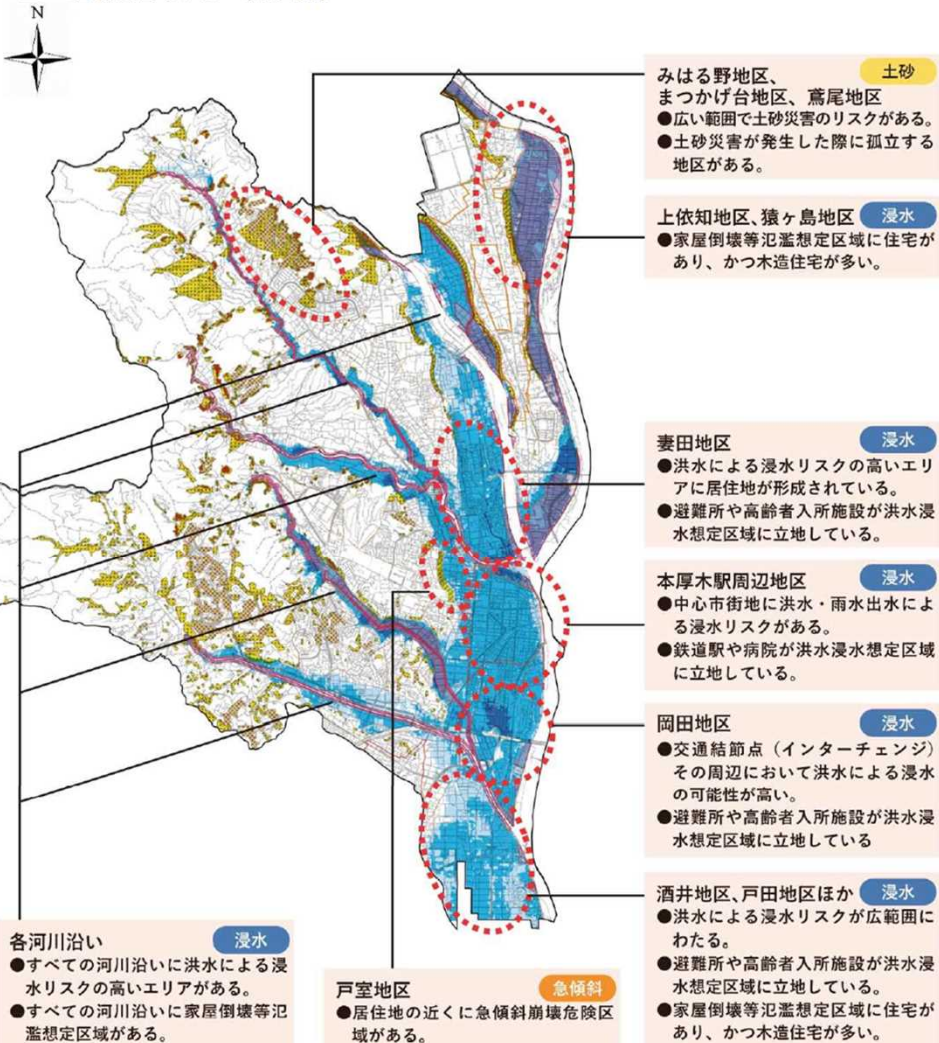 N
みはる野地区、
まつかげ台地区、鳶尾地区
土砂
●広い範囲で土砂災害のリスクがある。
●土砂災害が発生した際に孤立する
地区がある。
上依知地区、猿ヶ島地区
浸水
●家屋倒壊等氾濫想定区域に住宅が
あり、かつ木造住宅が多い。
妻田地区
浸水
●洪水による浸水リスクの高いエリ
アに居住地が形成されている。
●避難所や高齢者入所施設が洪水浸
水想定区域に立地している。
本厚木駅周辺地区
浸水
●中心市街地に洪水・雨水出水によ
る浸水リスクがある。
●鉄道駅や病院が洪水浸水想定区域
に立地している。
岡田地区
浸水
●交通結節点（インターチェンジ）
その周辺において洪水による浸水
の可能性が高い。
●避難所や高齢者入所施設が洪水浸
水想定区域に立地している
酒井地区、戸田地区ほか
浸水
●洪水による浸水リスクが広範囲に
わたる。
●避難所や高齢者入所施設が洪水浸
水想定区域に立地している。
●家屋倒壊等氾濫想定区域に住宅が
あり、かつ木造住宅が多い。
各河川沿い
浸水
●すべての河川沿いに洪水による浸
水リスクの高いエリアがある。
●すべての河川沿いに家屋倒壊等氾
濫想定区域がある。
戸室地区
急傾斜
●居住地の近くに急傾斜崩壊危険区
域がある。